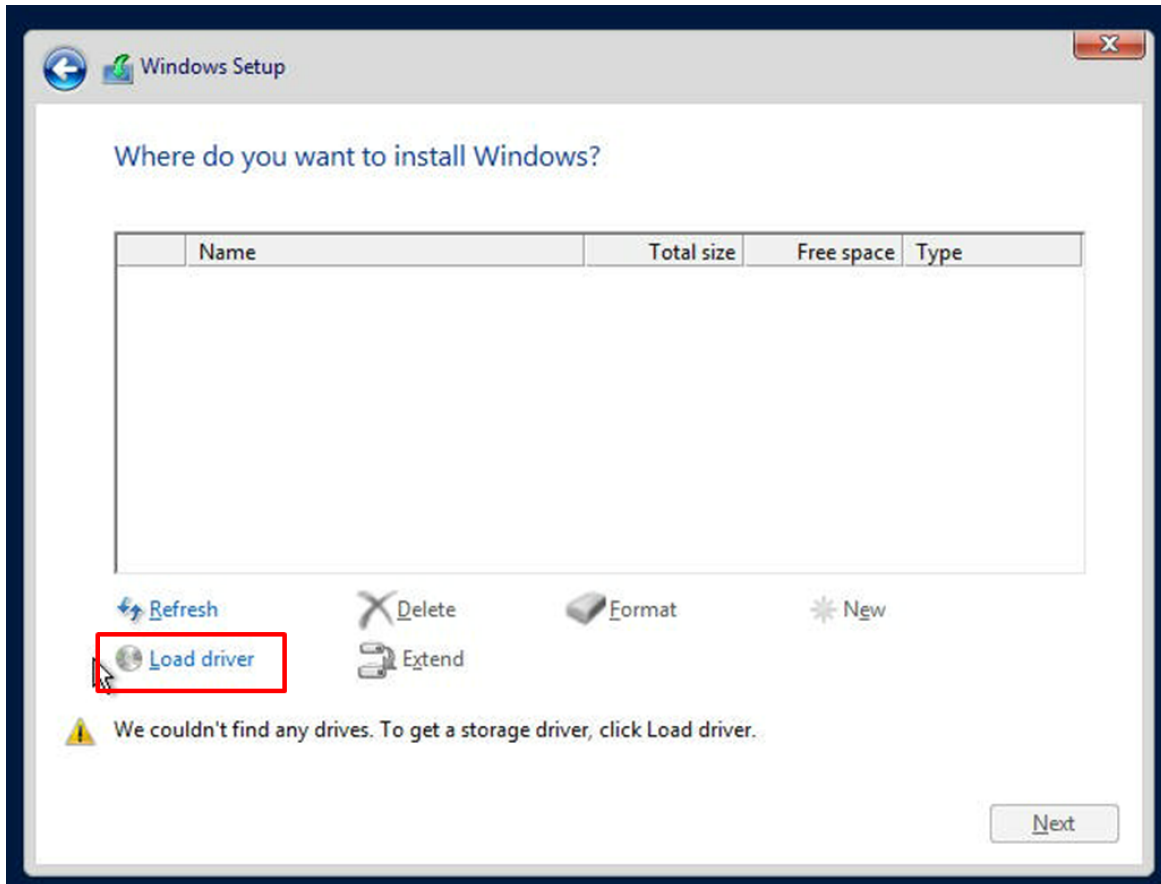 Windows Setup
Where do you want to install Windows?
Name Total size Free space Type
Refresh Delete Format New
Load driver Extend
We couldn't find any drives. To get a storage driver, click Load driver.
Next